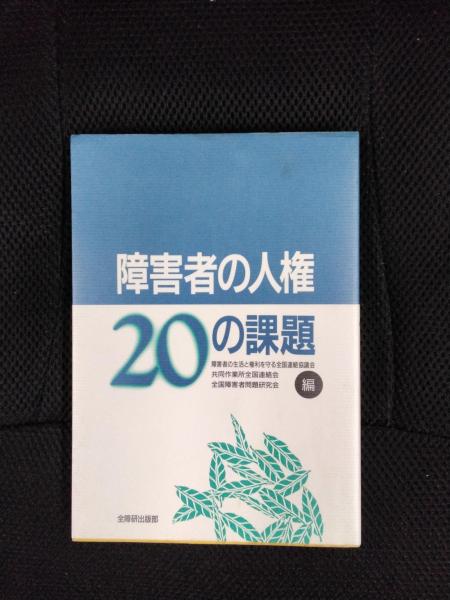 障害者の人権
20の課題
障害者の生活と権利を守る全国連絡協議会
共同作業所全国連絡会
全国障害者問題研究会
編
全障研出版部